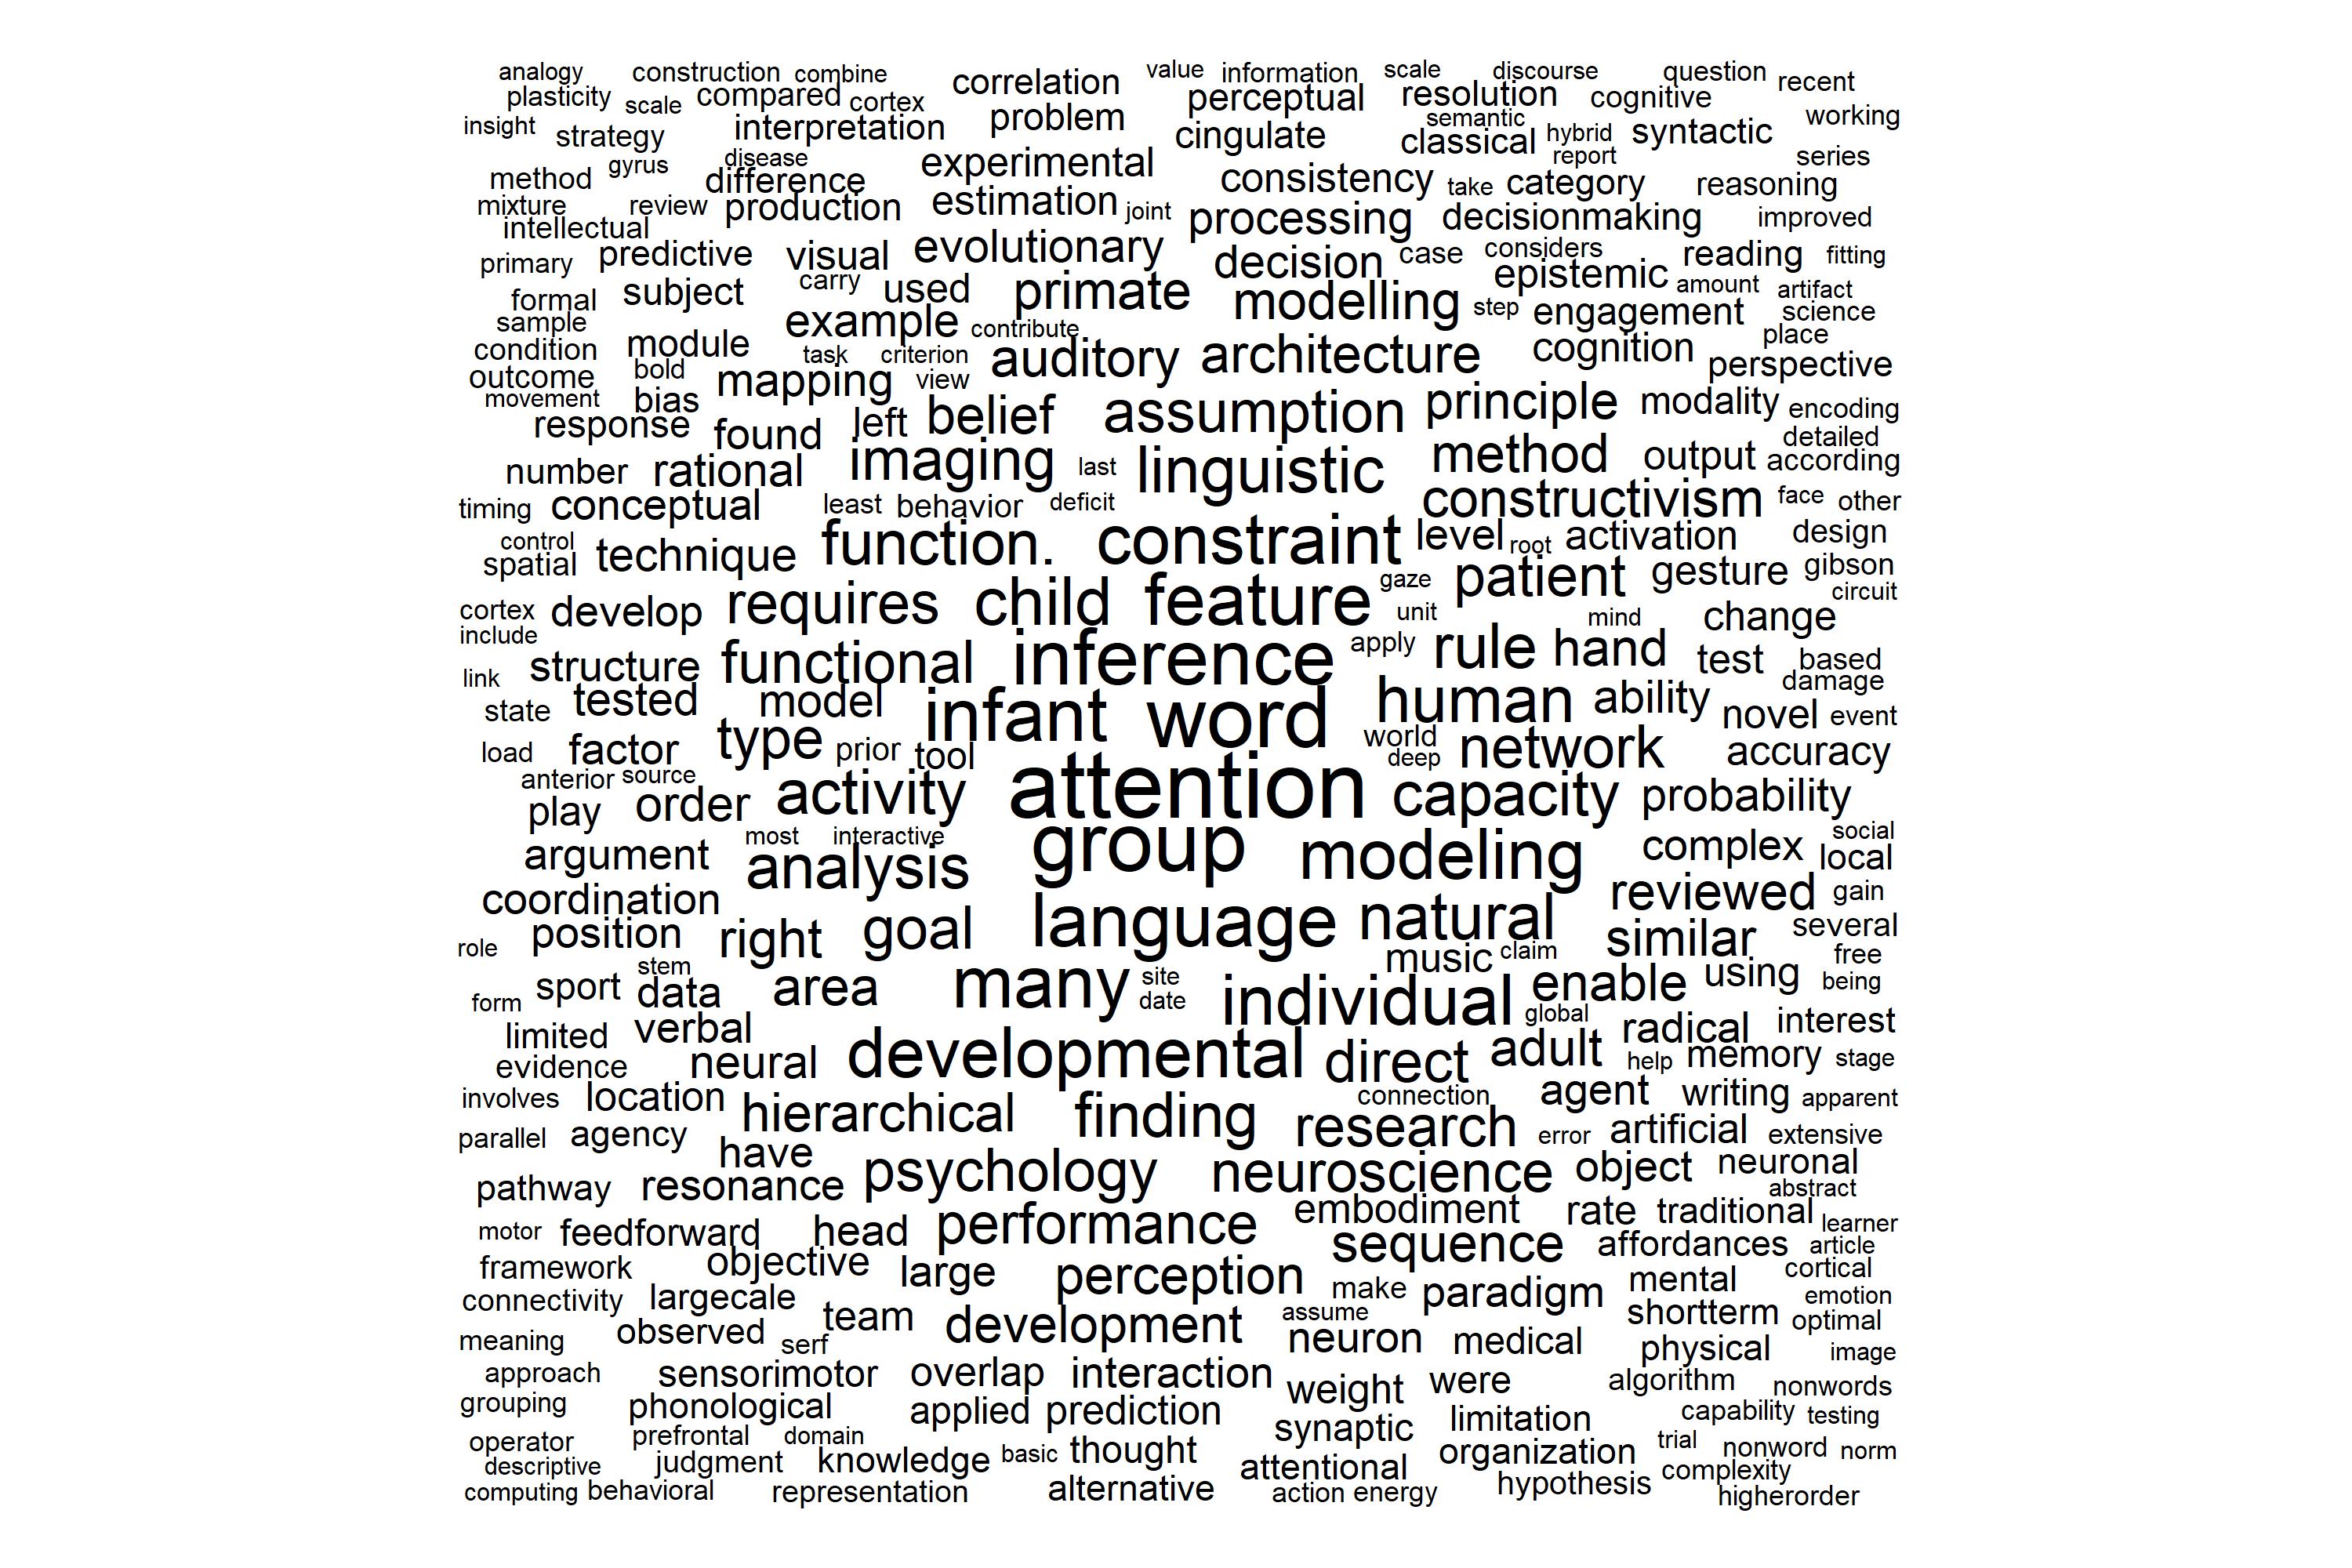 analogy construction combine correlation value information scale discourse question recent
plasticity scale compared cortex perceptual resolution cognitive
insight strategy interpretation problem cingulate semantic classical hybrid syntactic working
method gyrus disease difference experimental consistency take category report reasoning series
mixture review production estimation joint processing decisionmaking improved
intellectual
primary predictive visual evolutionary decision case considers reading fitting
formal subject carry used primate modelling step epistemic amount artifact
sample example contribute engagement science
condition module task criterion auditory architecture cognition place
outcome bold mapping view perspective
movement bias left belief assumption principle modality encoding
response found detailed
number rational imaging last linguistic method output according
timing conceptual least behavior deficit constructivism face other
control function. constraint level root activation design
spatial technique patient gesture gibson
cortex develop requires child feature gaze unit circuit
include mind change
link structure functional inference apply rule hand test based
state tested model infant word human ability damage
novel event
load factor type prior tool world deep network accuracy
anterior source
play order activity attention capacity probability
most interactive group modeling complex social
argument analysis local
coordination language natural reviewed gain
role position right goal similar several
stem music claim free
form sport data area many site date individual enable using being
limited verbal global radical interest
evidence neural developmental direct adult help memory stage
involves location hierarchical finding connection agent writing apparent
parallel agency research error artificial extensive
have
pathway resonance psychology neuroscience object neuronal
abstract
motor feedforward head performance embodiment rate traditional learner
framework objective large sequence affordances article
connectivity largecale perception make paradigm mental cortical
team assume shortterm emotion
meaning observed serf development neuron medical optimal
physical image
approach sensorimotor overlap interaction weight were algorithm nonwords
grouping phonological applied prediction synaptic limitation capability testing
operator prefrontal domain
descriptive judgment knowledge basic thought attentional organization trial nonword norm
computing behavioral representation alternative action energy hypothesis complexity
higherorder